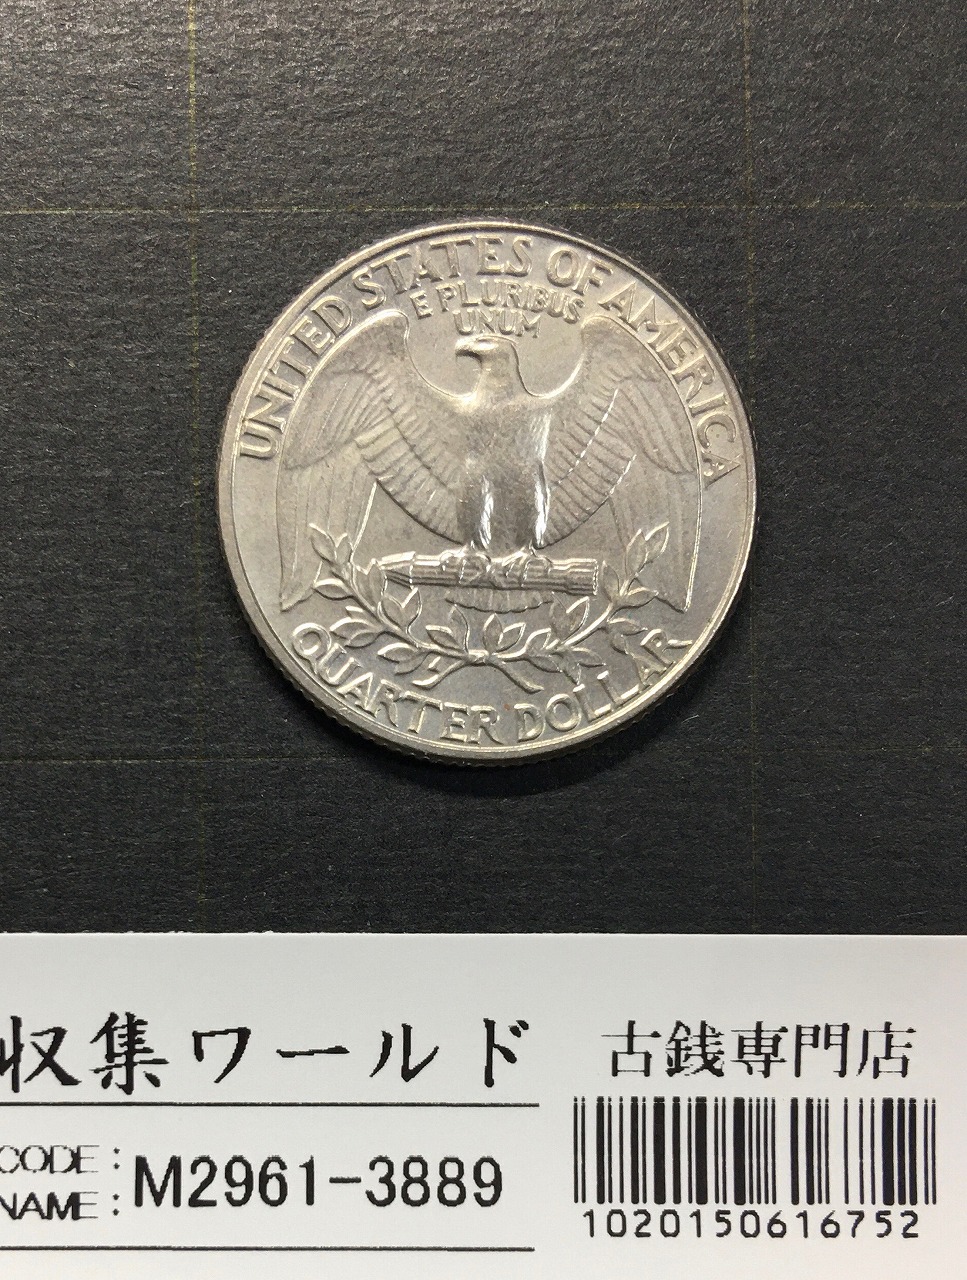 UNITED STATES OF AMERICA
E PLURIBUS
UNUM
QUARTER DOLLAR
収集ワールド 古銭専門店
CODE :
NAME : M2961-3889
1020150616752